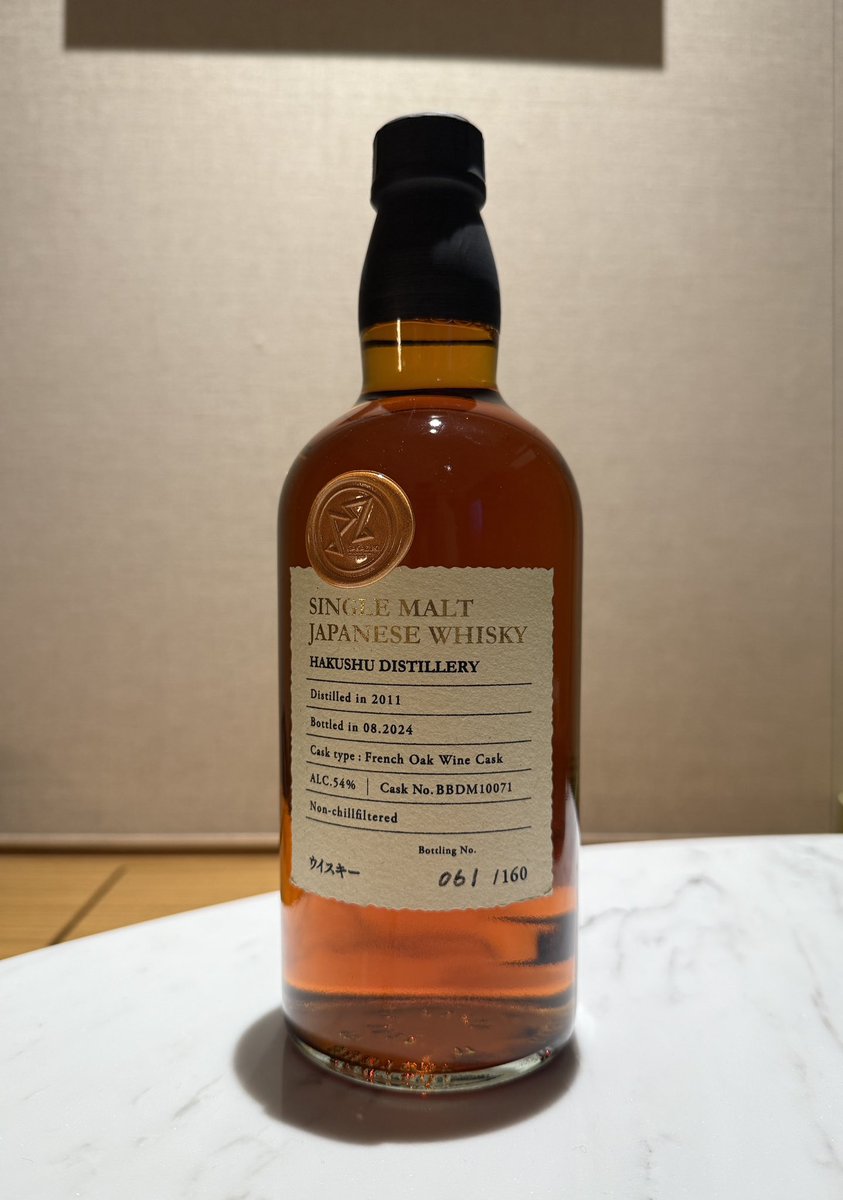 SINGLE MALT
JAPANESE WHISKY
HAKUSHU DISTILLERY
Distilled in 2011
Bottled in 08.2024
Cask type : French Oak Wine Cask
ALC.54% | Cask No. BBDM10071
Non-chillfiltered
Bottling No.
ウイスキー 061 /160